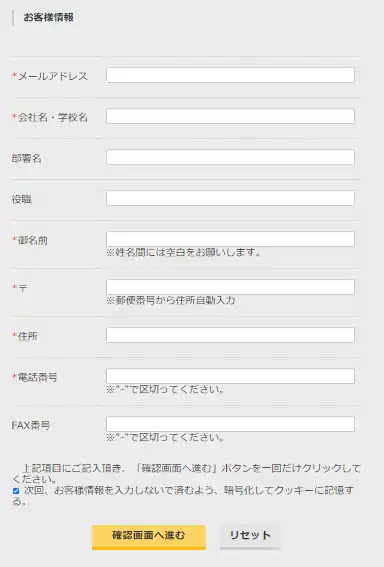 お客様情報
*メールアドレス
*会社名・学校名
部署名
役職
*御名前
※姓名間には空白をお願いします。
*〒
※郵便番号から住所自動入力
*住所
*電話番号
※"-"で区切ってください。
FAX番号
※"-"で区切ってください。
上記項目にご記入頂き、「確認画面へ進む」ボタンを一回だけクリックして
ください。
次回、お客様情報を入力しないで済むよう、暗号化してクッキーに記憶す
る。
確認画面へ進む リセット